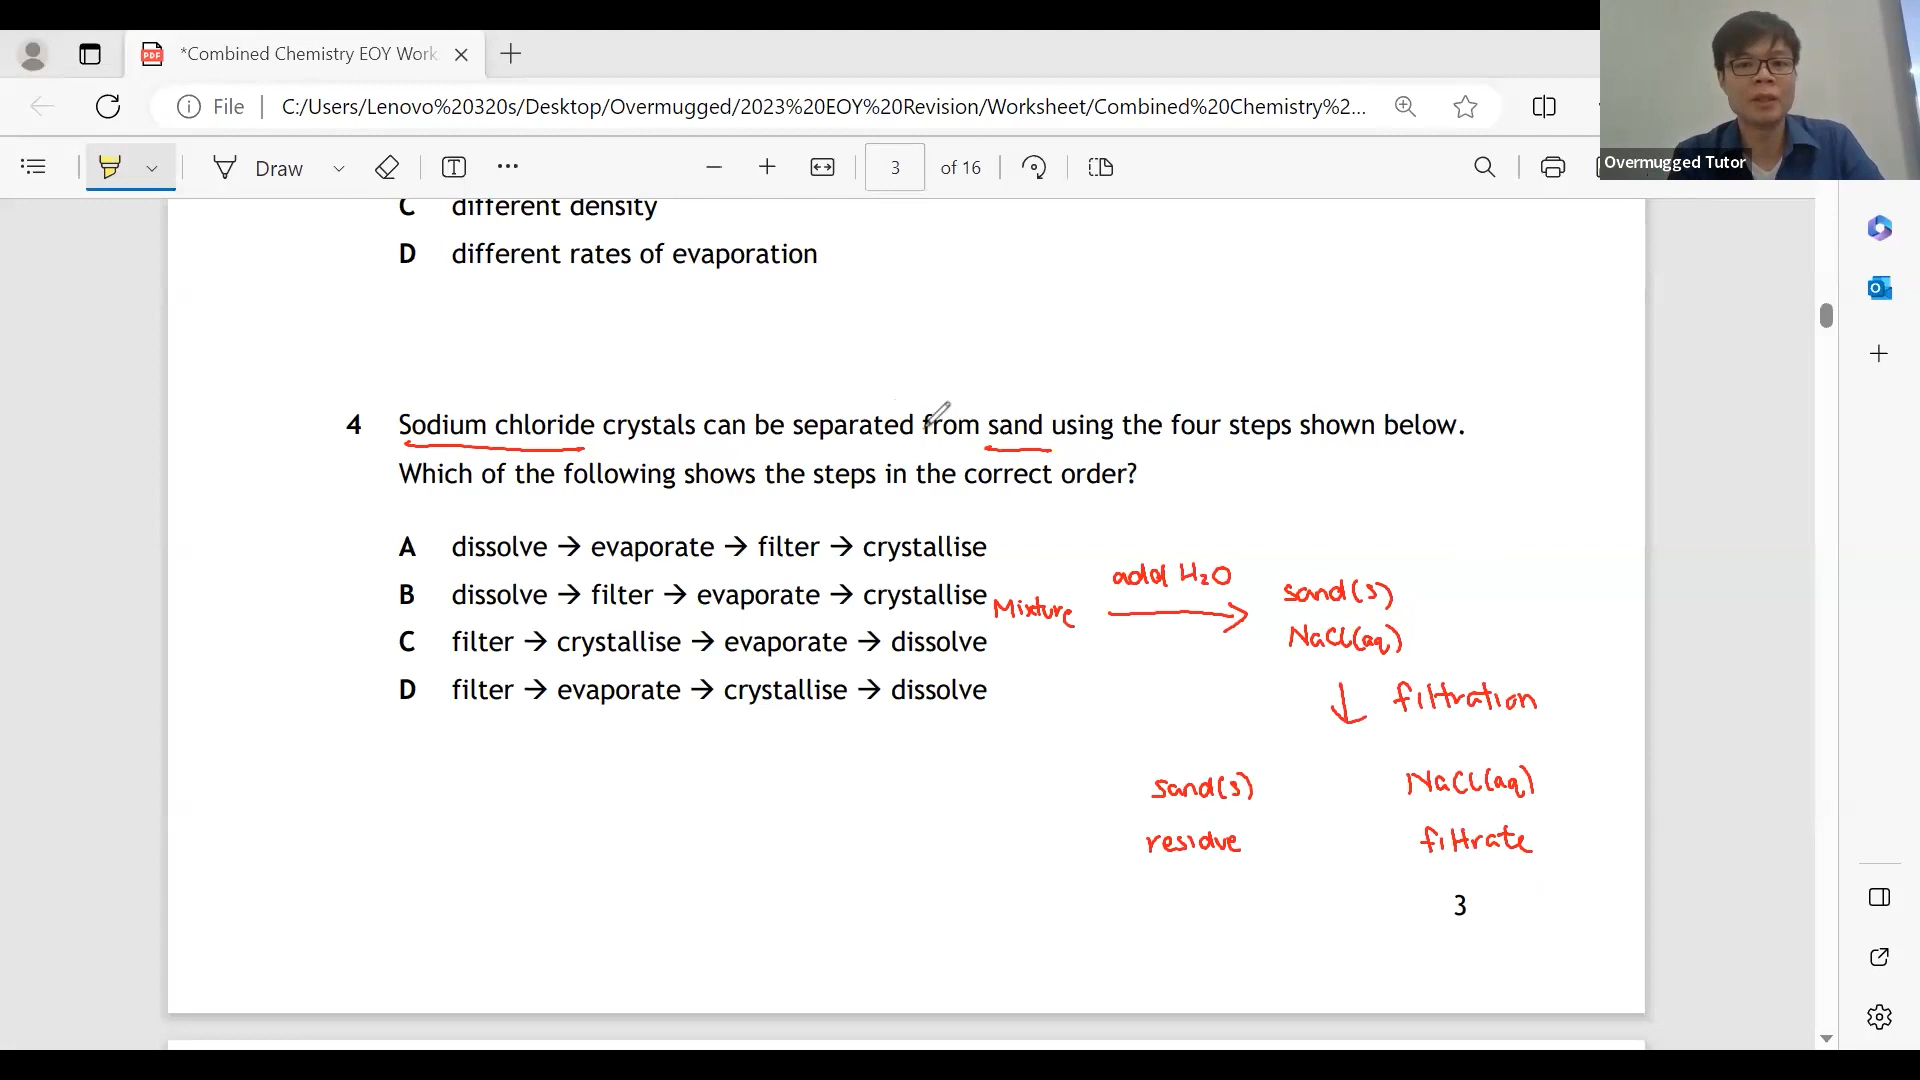 *Combined Chemistry EOY Work
File
C:/Users/Lenovo%20320s/Desktop/Overmugged/2023%20EOY%20Revision/Worksheet/Combined%20Chemistry%2...
Overmugged Tutor
Draw
3 of 16
C different density
D different rates of evaporation
4 Sodium chloride crystals can be separated from sand using the four steps shown below.
Which of the following shows the steps in the correct order?
A dissolve → evaporate → filter → crystallise
B dissolve → filter → evaporate → crystallise
C filter → crystallise → evaporate → dissolve
D filter → evaporate → crystallise → dissolve
Mixture
add H₂O
sand(s)
NaCl(aq)
filtration
sand(s)
residue
NaCl(aq)
filtrate
3